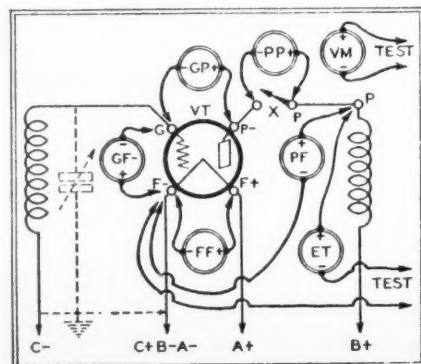 -GP+
-PP+
+
VM
-
TEST
VT
G
P-
X
P
P
-
GF-
+
+
PF
-
F-
F+
-FF+
+
ET
-
TEST
C-
C+B-A-
A+
B+